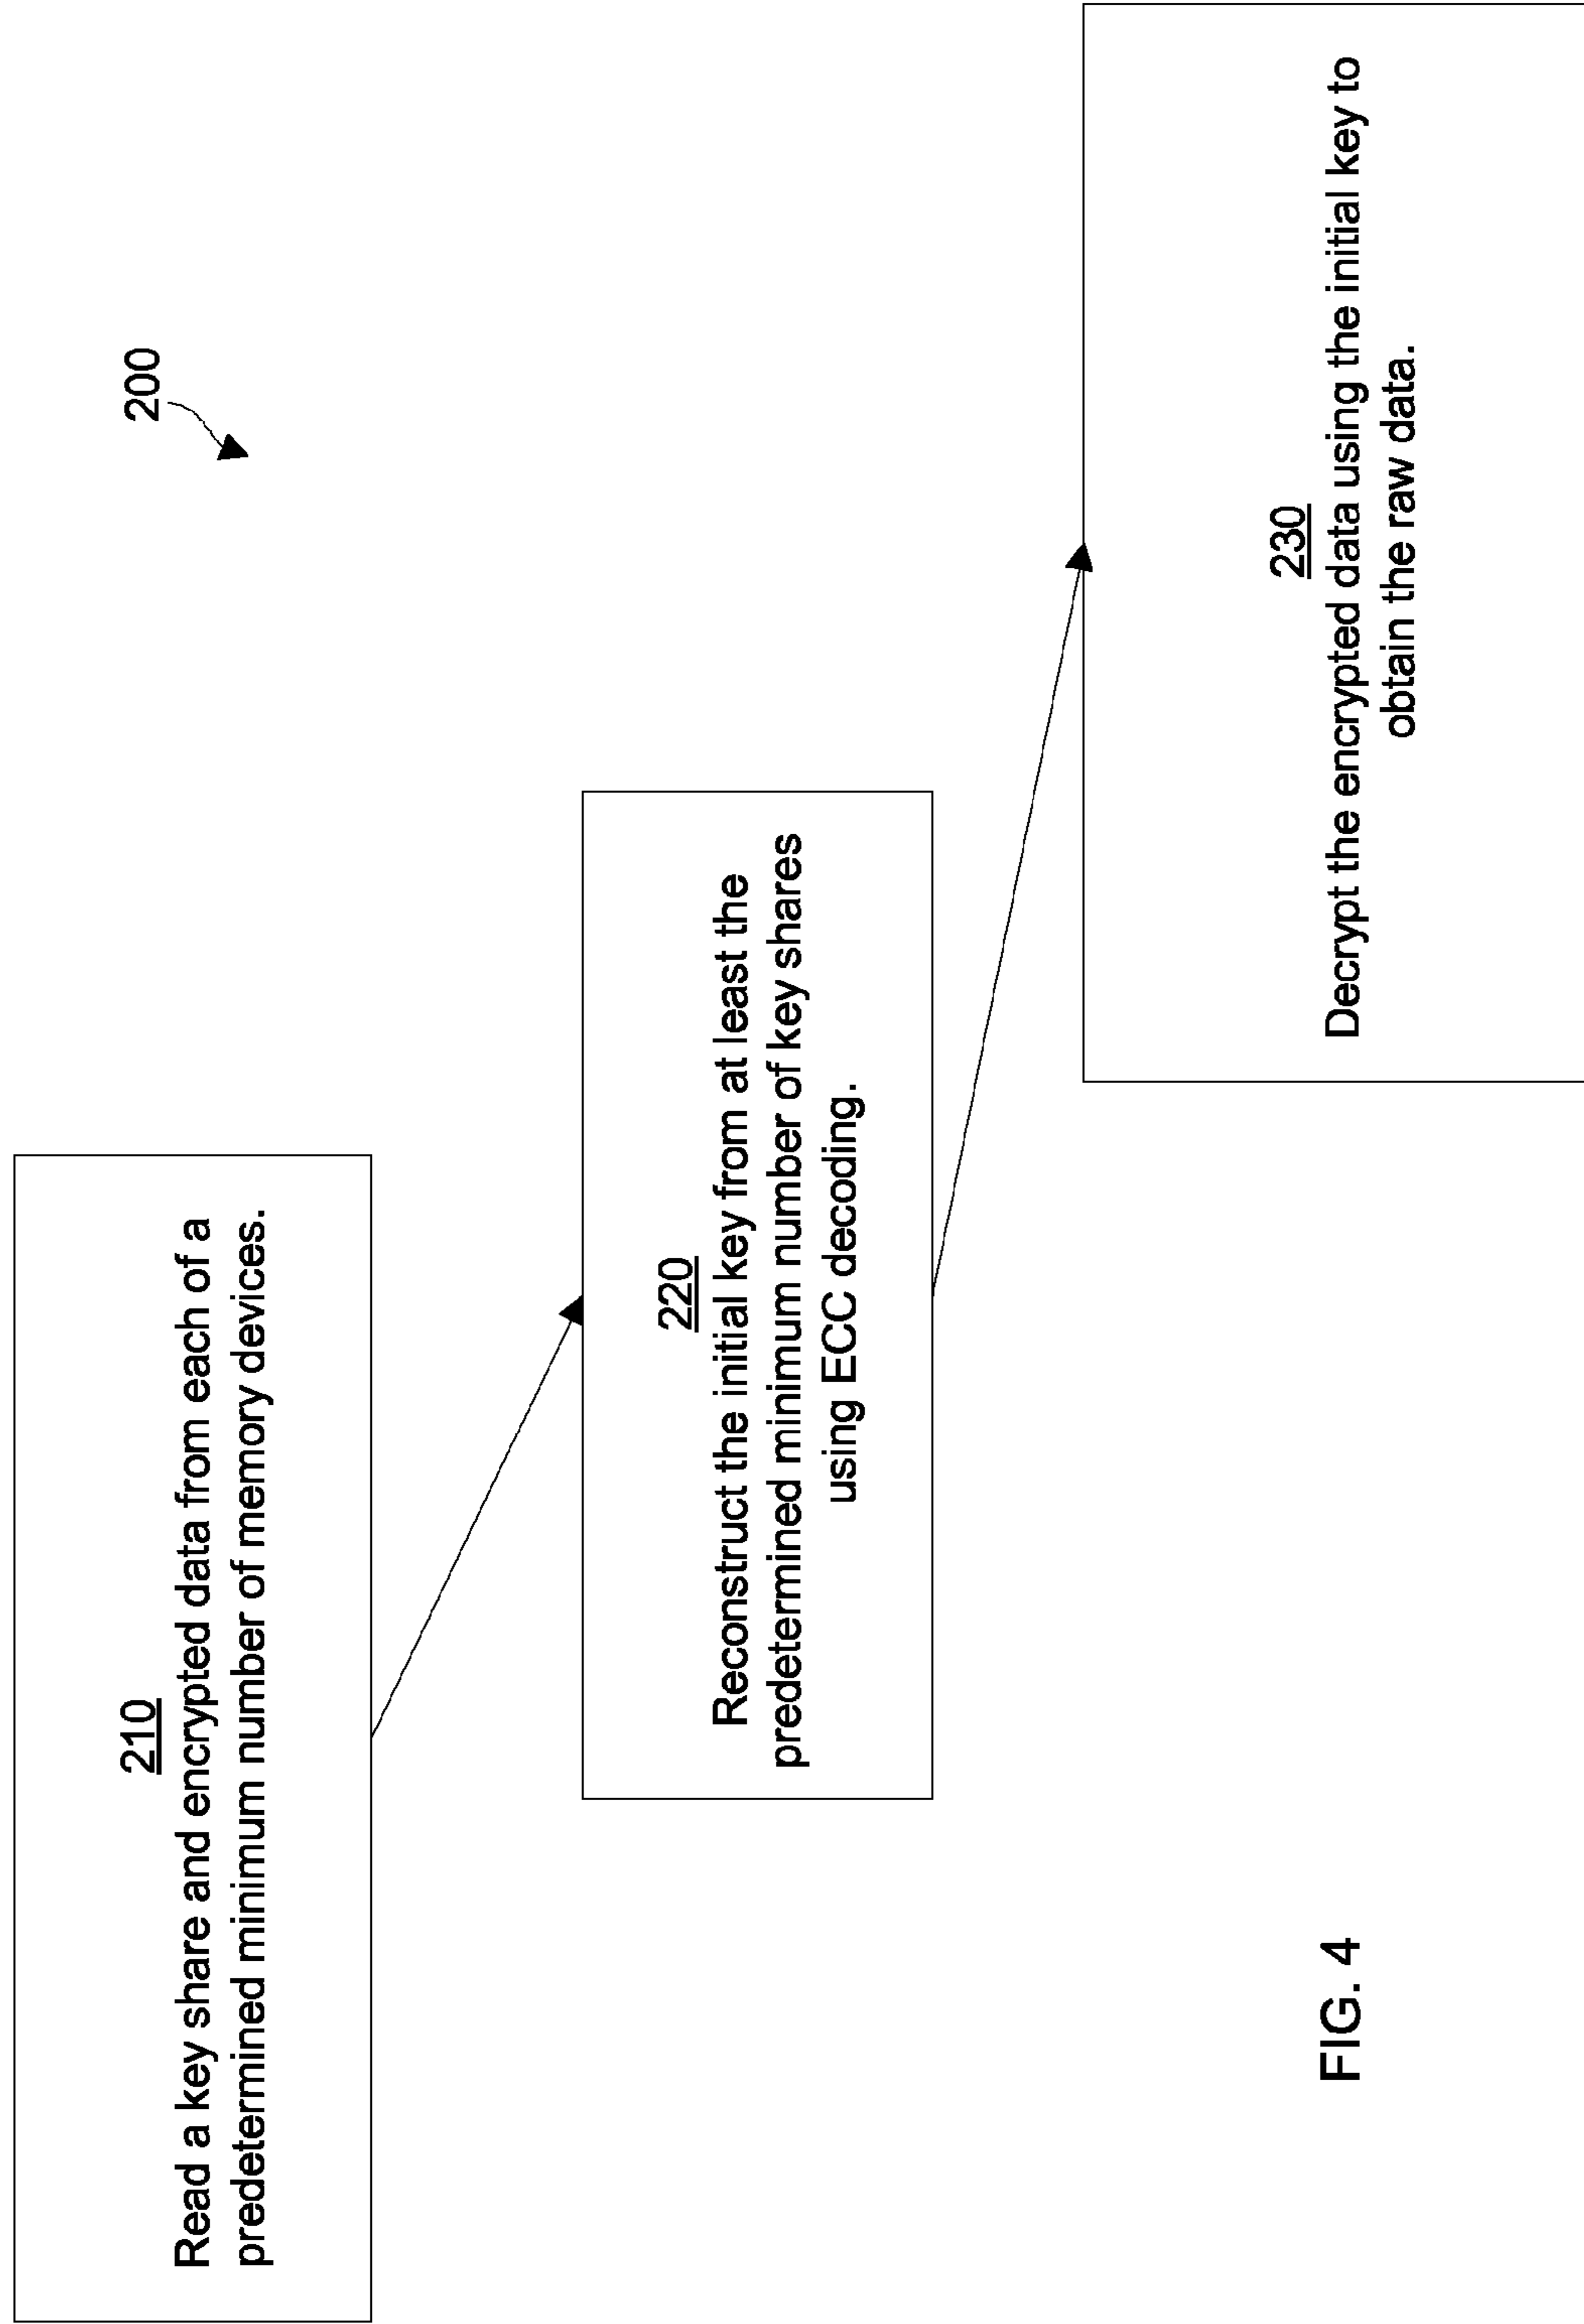 200
210
Read a key share and encrypted data from each of a
predetermined minimum number of memory devices.
220
Reconstruct the initial key from at least the
predetermined minimum number of key shares
using ECC decoding.
230
Decrypt the encrypted data using the initial key to
obtain the raw data.
FIG. 4